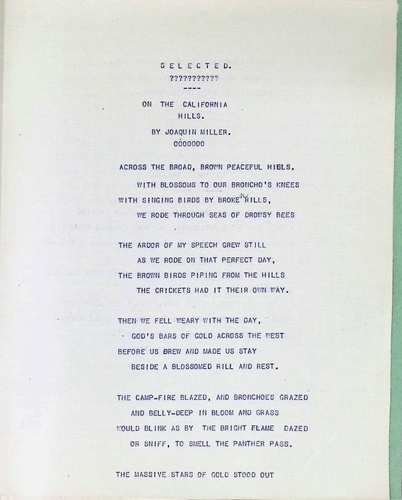 SELECTED.
???????????
----
ON THE CALIFORNIA
HILLS.
BY JOAQUIN MILLER.
OOOOOOO
ACROSS THE BROAD, BROWN PEACEFUL HILLS,
WITH BLOSSOMS TO OUR BRONCHO'S KNEES
WITH SINGING BIRDS BY BROKEN RILLS,
WE RODE THROUGH SEAS OF DROWSY BEES
THE ARDOR OF MY SPEECH GREW STILL
AS WE RODE ON THAT PERFECT DAY,
THE BROWN BIRDS PIPING FROM THE HILLS
THE CRICKETS HAD IT THEIR OWN WAY.
THEN WE FELL WEARY WITH THE DAY,
GOD'S BARS OF GOLD ACROSS THE WEST
BEFORE US DREW AND MADE US STAY
BESIDE A BLOSSOMED RILL AND REST.
THE CAMP-FIRE BLAZED, AND BRONCHOES GRAZED
AND BELLY-DEEP IN BLOOM AND GRASS
WOULD BLINK AS BY THE BRIGHT FLAME DAZED
OR SNIFF, TO SMELL THE PANTHER PASS.
THE MASSIVE STARS OF GOLD STOOD OUT